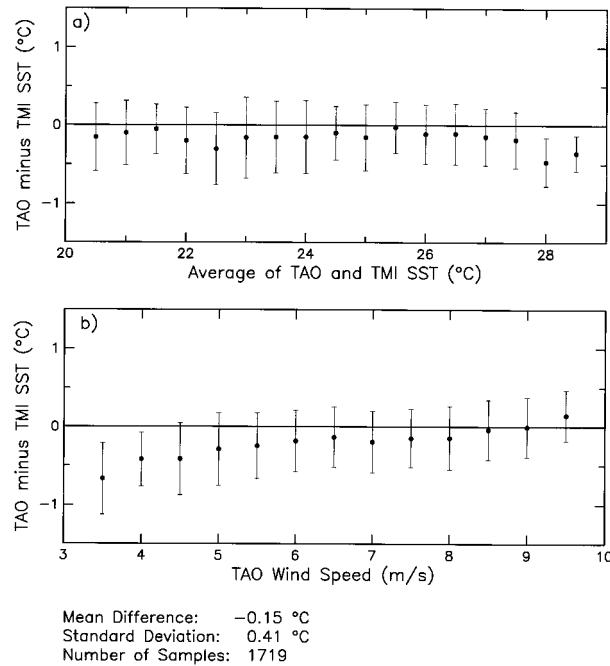 a)
TAO minus TMI SST (°C)
1
0
−1
20 22 24 26 28
Average of TAO and TMI SST (°C)
b)
TAO minus TMI SST (°C)
1
0
−1
3 4 5 6 7 8 9 10
TAO Wind Speed (m/s)
Mean Difference: −0.15 °C
Standard Deviation: 0.41 °C
Number of Samples: 1719